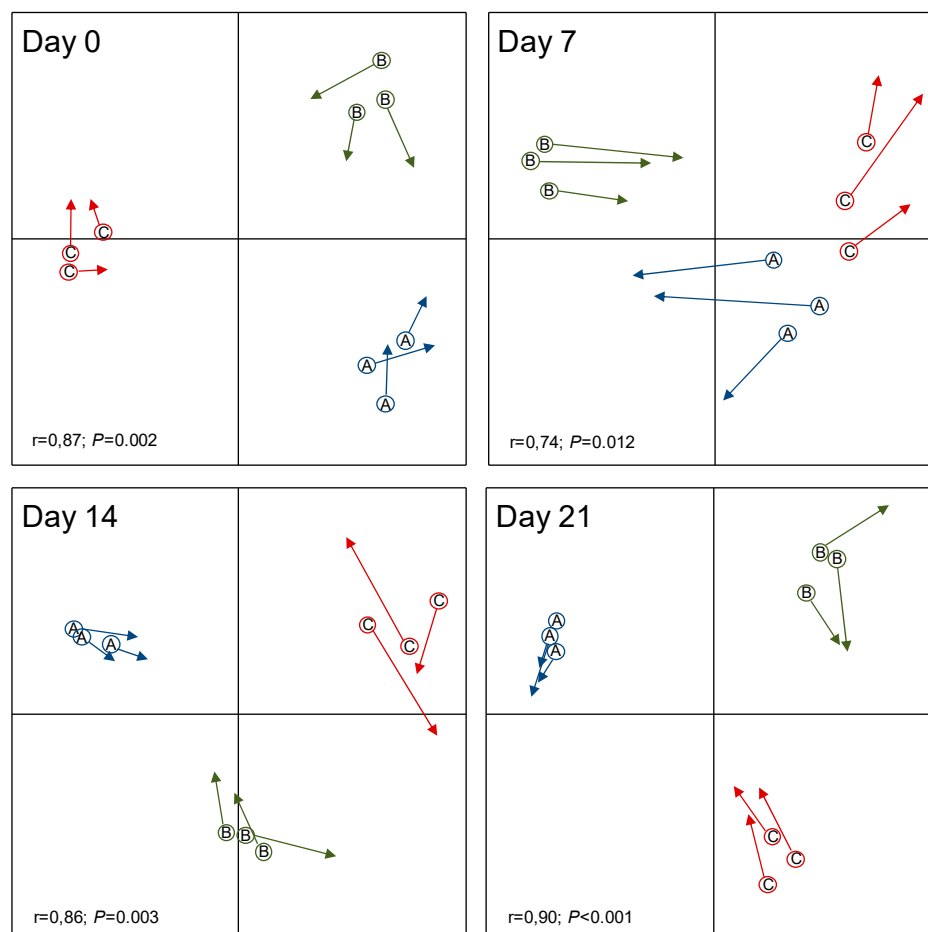 Day 0
B
B
B
C
C
C
A
A
A
r=0,87; P=0.002
Day 7
C
B
B
B
C
C
A
A
A
r=0,74; P=0.012
Day 14
C
C
A
A
A
C
B
B
B
r=0,86; P=0.003
Day 21
B
B
B
A
A
A
C
C
C
r=0,90; P<0.001